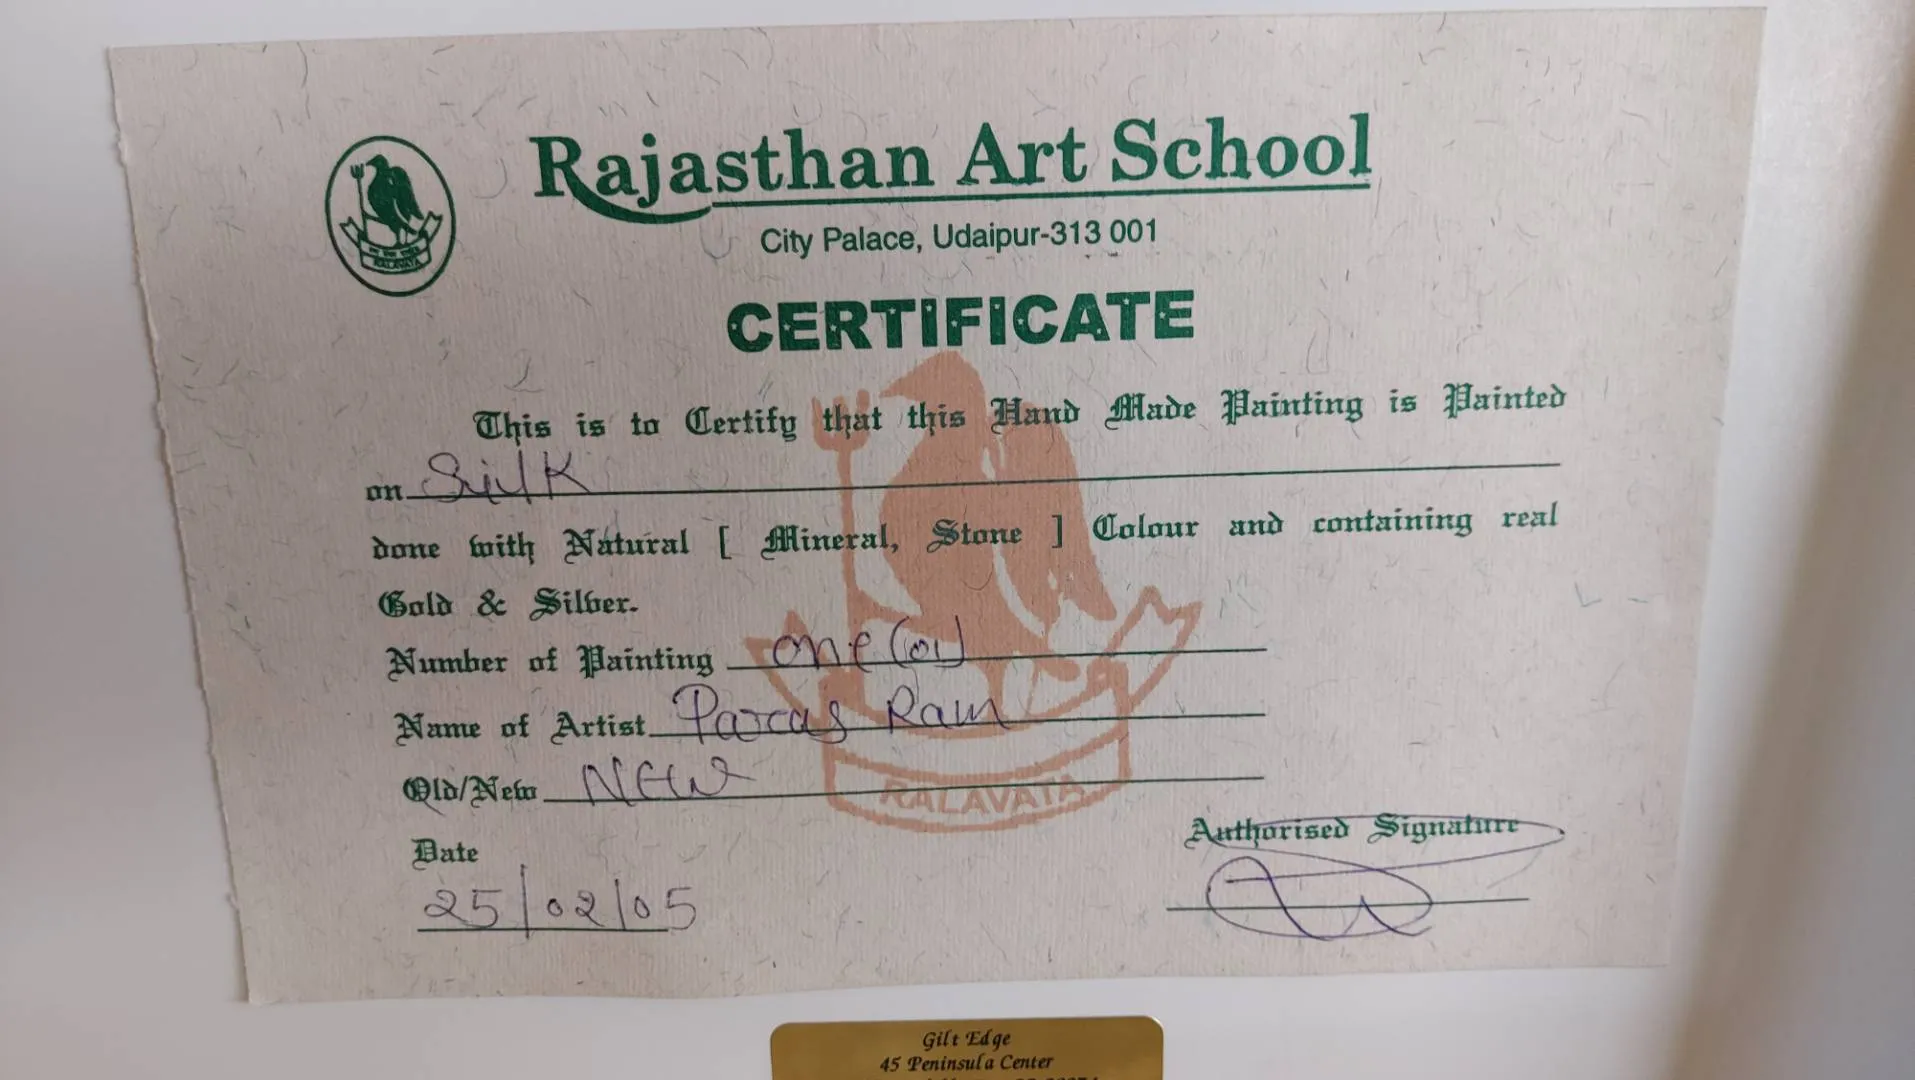 Rajasthan Art School
City Palace, Udaipur-313 001
CERTIFICATE
This is to Certify that this Hand Made Painting is Painted
on Silk
done with Natural [ Mineral, Stone ] Colour and containing real
Gold & Silver.
Number of Painting one (01)
Name of Artist Paras Ram
Old/New NEW
RALAVATA
Authorised Signature
Date
25/02/05
RALAVATA
Gilt Edge
45 Peninsula Center